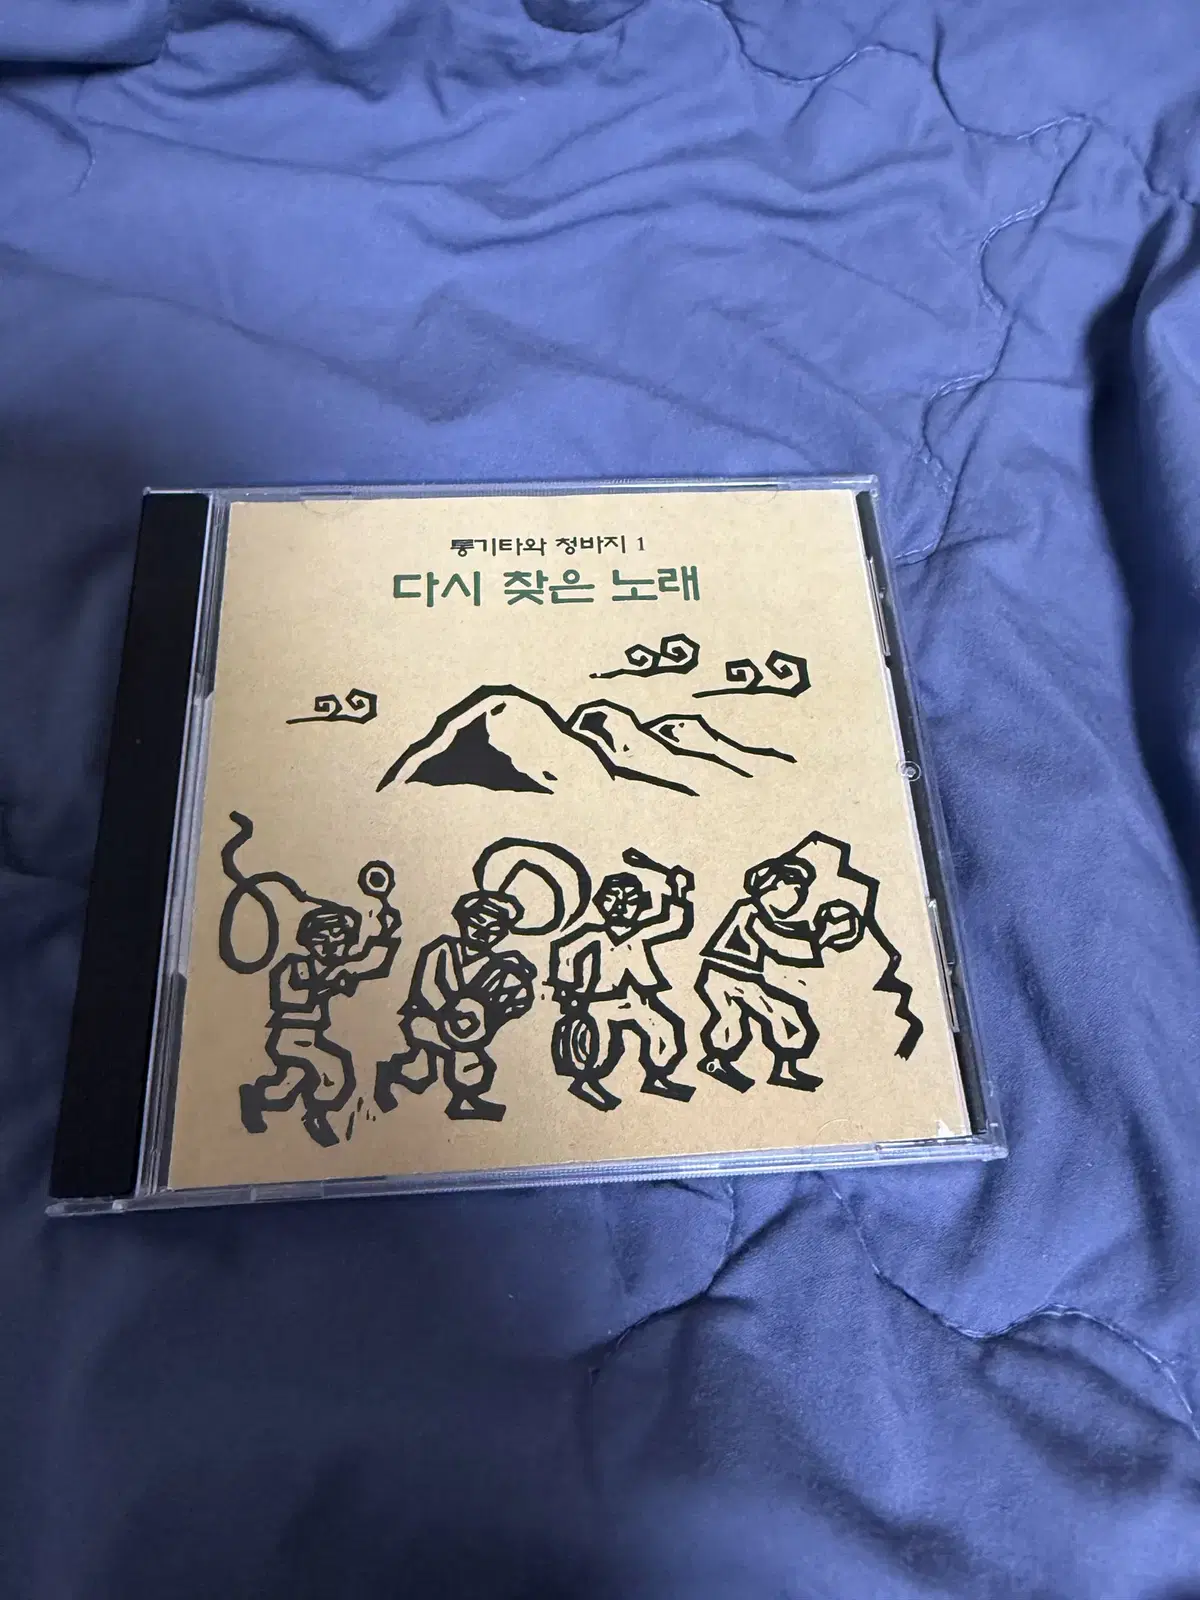 통기타와 청바지 1
다시 찾은 노래